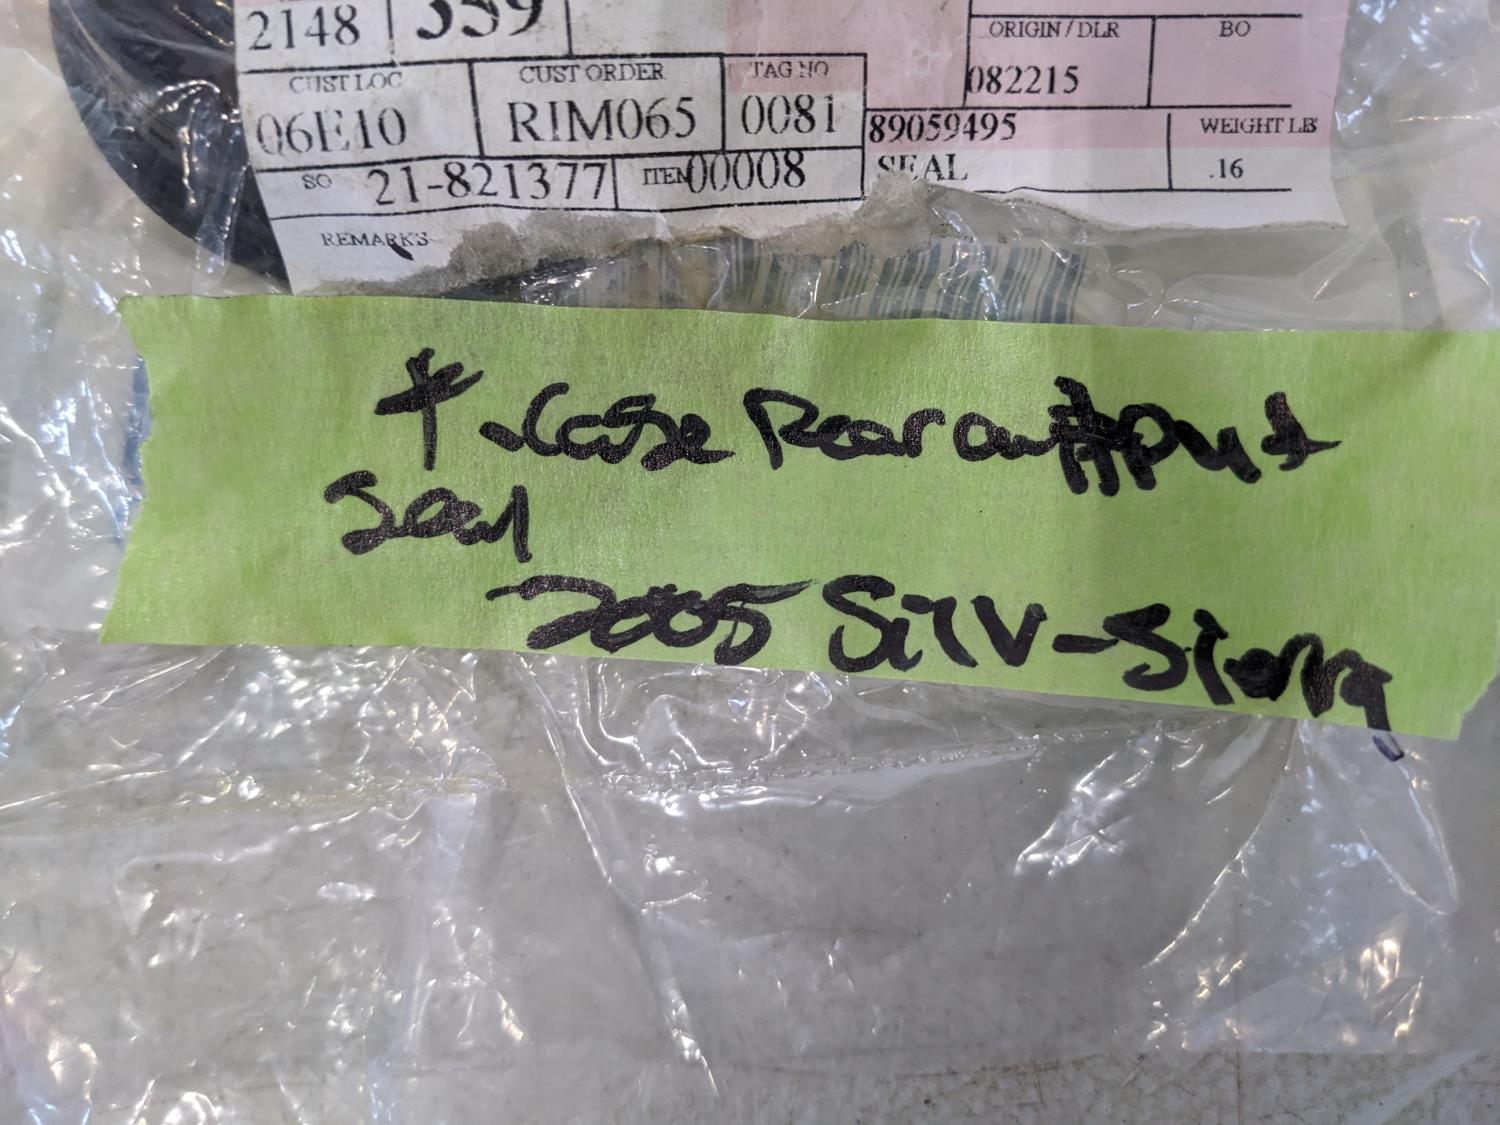 2148 359
ORIGIN / DLR BO
CUST LOC CUST ORDER TAG NO
082215
06E10 RIM065 0081
89059495 WEIGHT LB
SO 21-821377 ITEM 00008
SEAL .16
REMARKS
T-Case Rear output
Seal
2005 Silv-Sierra